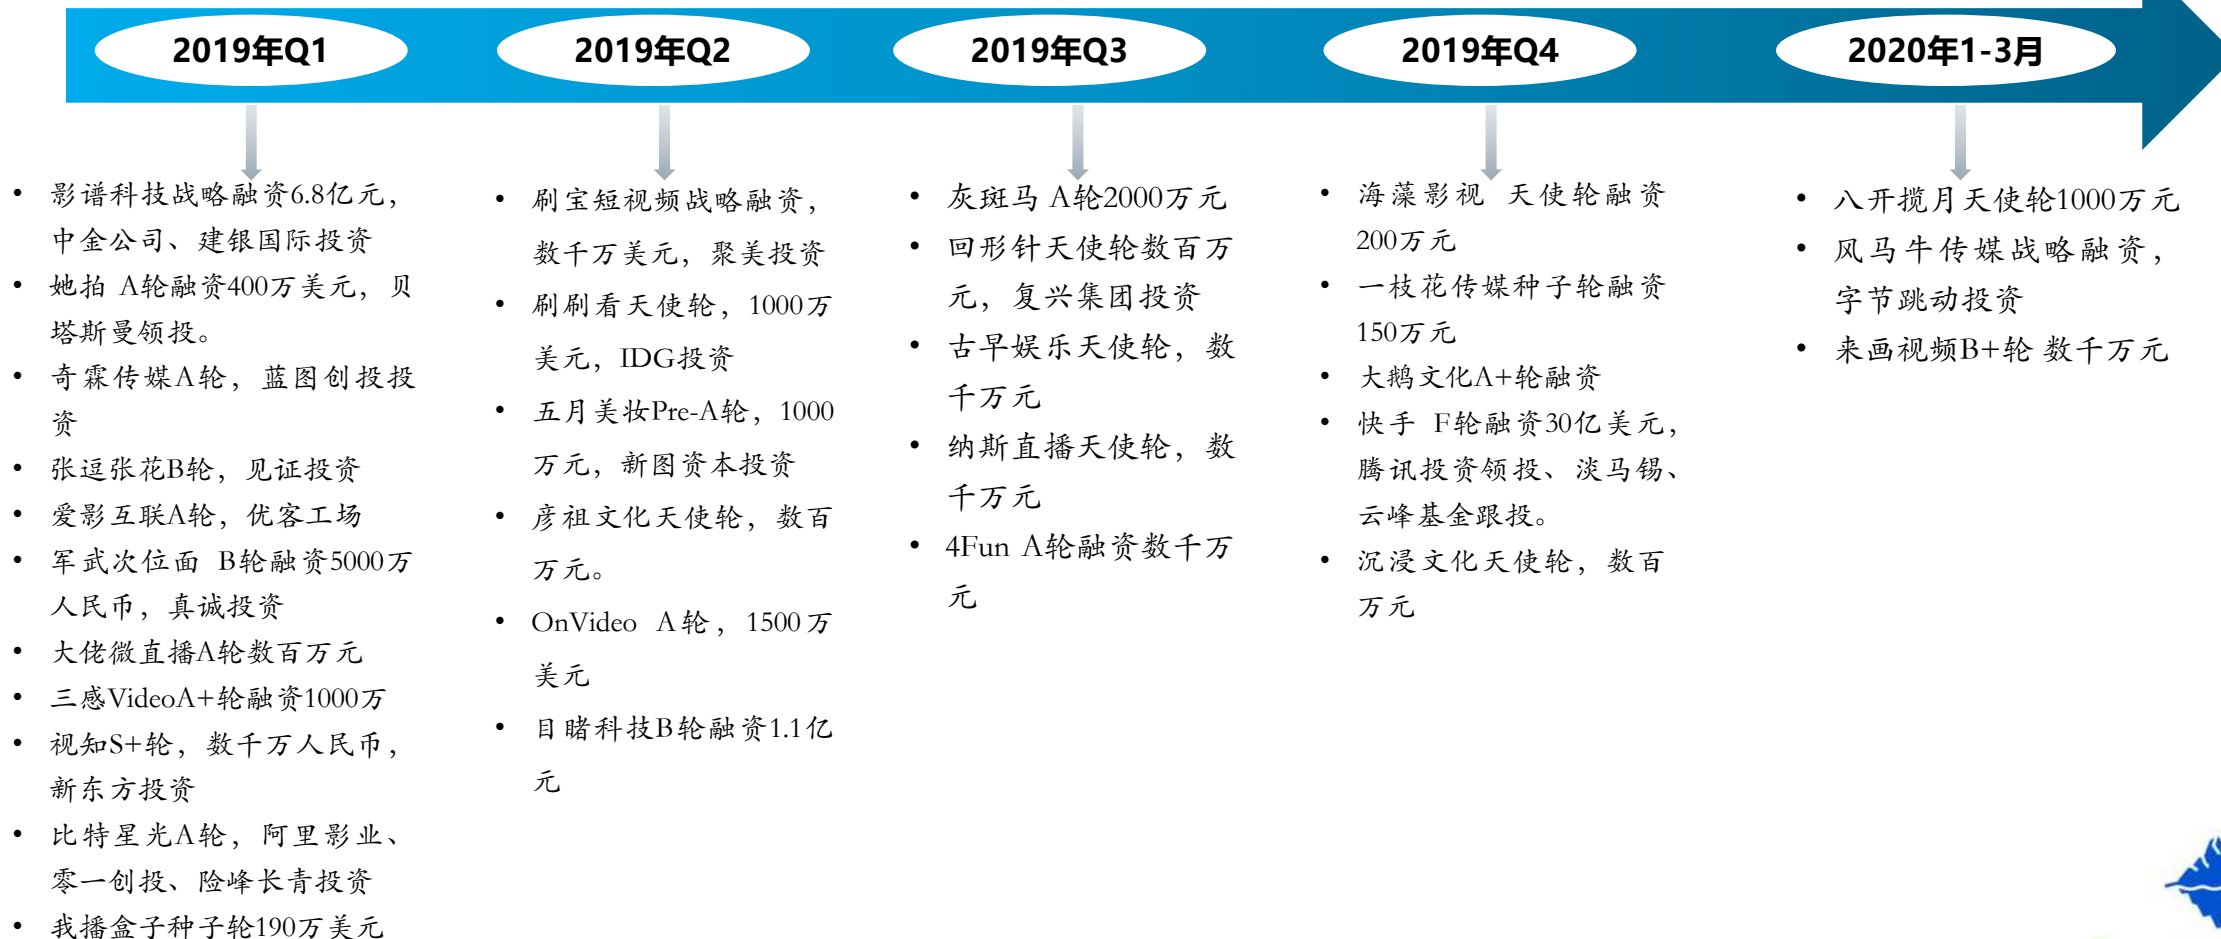 2019年Q1
2019年Q2
2019年Q3
2019年Q4
2020年1-3月
• 影谱科技战略融资6.8亿元，
中金公司、建银国际投资
• 她拍 A轮融资400万美元，贝
塔斯曼领投。
• 奇霖传媒A轮，蓝图创投投
资
• 张逗张花B轮，见证投资
• 爱影互联A轮，优客工场
• 军武次位面 B轮融资5000万
人民币，真诚投资
• 大佬微直播A轮数百万元
• 三感VideoA+轮融资1000万
• 视知S+轮，数千万人民币，
新东方投资
• 比特星光A轮，阿里影业、
零一创投、险峰长青投资
• 我播盒子种子轮190万美元
• 刷宝短视频战略融资，
数千万美元，聚美投资
• 刷刷看天使轮，1000万
美元，IDG投资
• 五月美妆Pre-A轮，1000
万元，新图资本投资
• 彦祖文化天使轮，数百
万元。
• OnVideo A轮，1500万
美元
• 目睹科技B轮融资1.1亿
元
• 灰斑马 A轮2000万元
• 回形针天使轮数百万
元，复兴集团投资
• 古早娱乐天使轮，数
千万元
• 纳斯直播天使轮，数
千万元
• 4Fun A轮融资数千万
元
• 海藻影视 天使轮融资
200万元
• 一枝花传媒种子轮融资
150万元
• 大鹅文化A+轮融资
• 快手 F轮融资30亿美元，
腾讯投资领投、淡马锡、
云峰基金跟投。
• 沉浸文化天使轮，数百
万元
• 八开揽月天使轮1000万元
• 风马牛传媒战略融资，
字节跳动投资
• 来画视频B+轮 数千万元